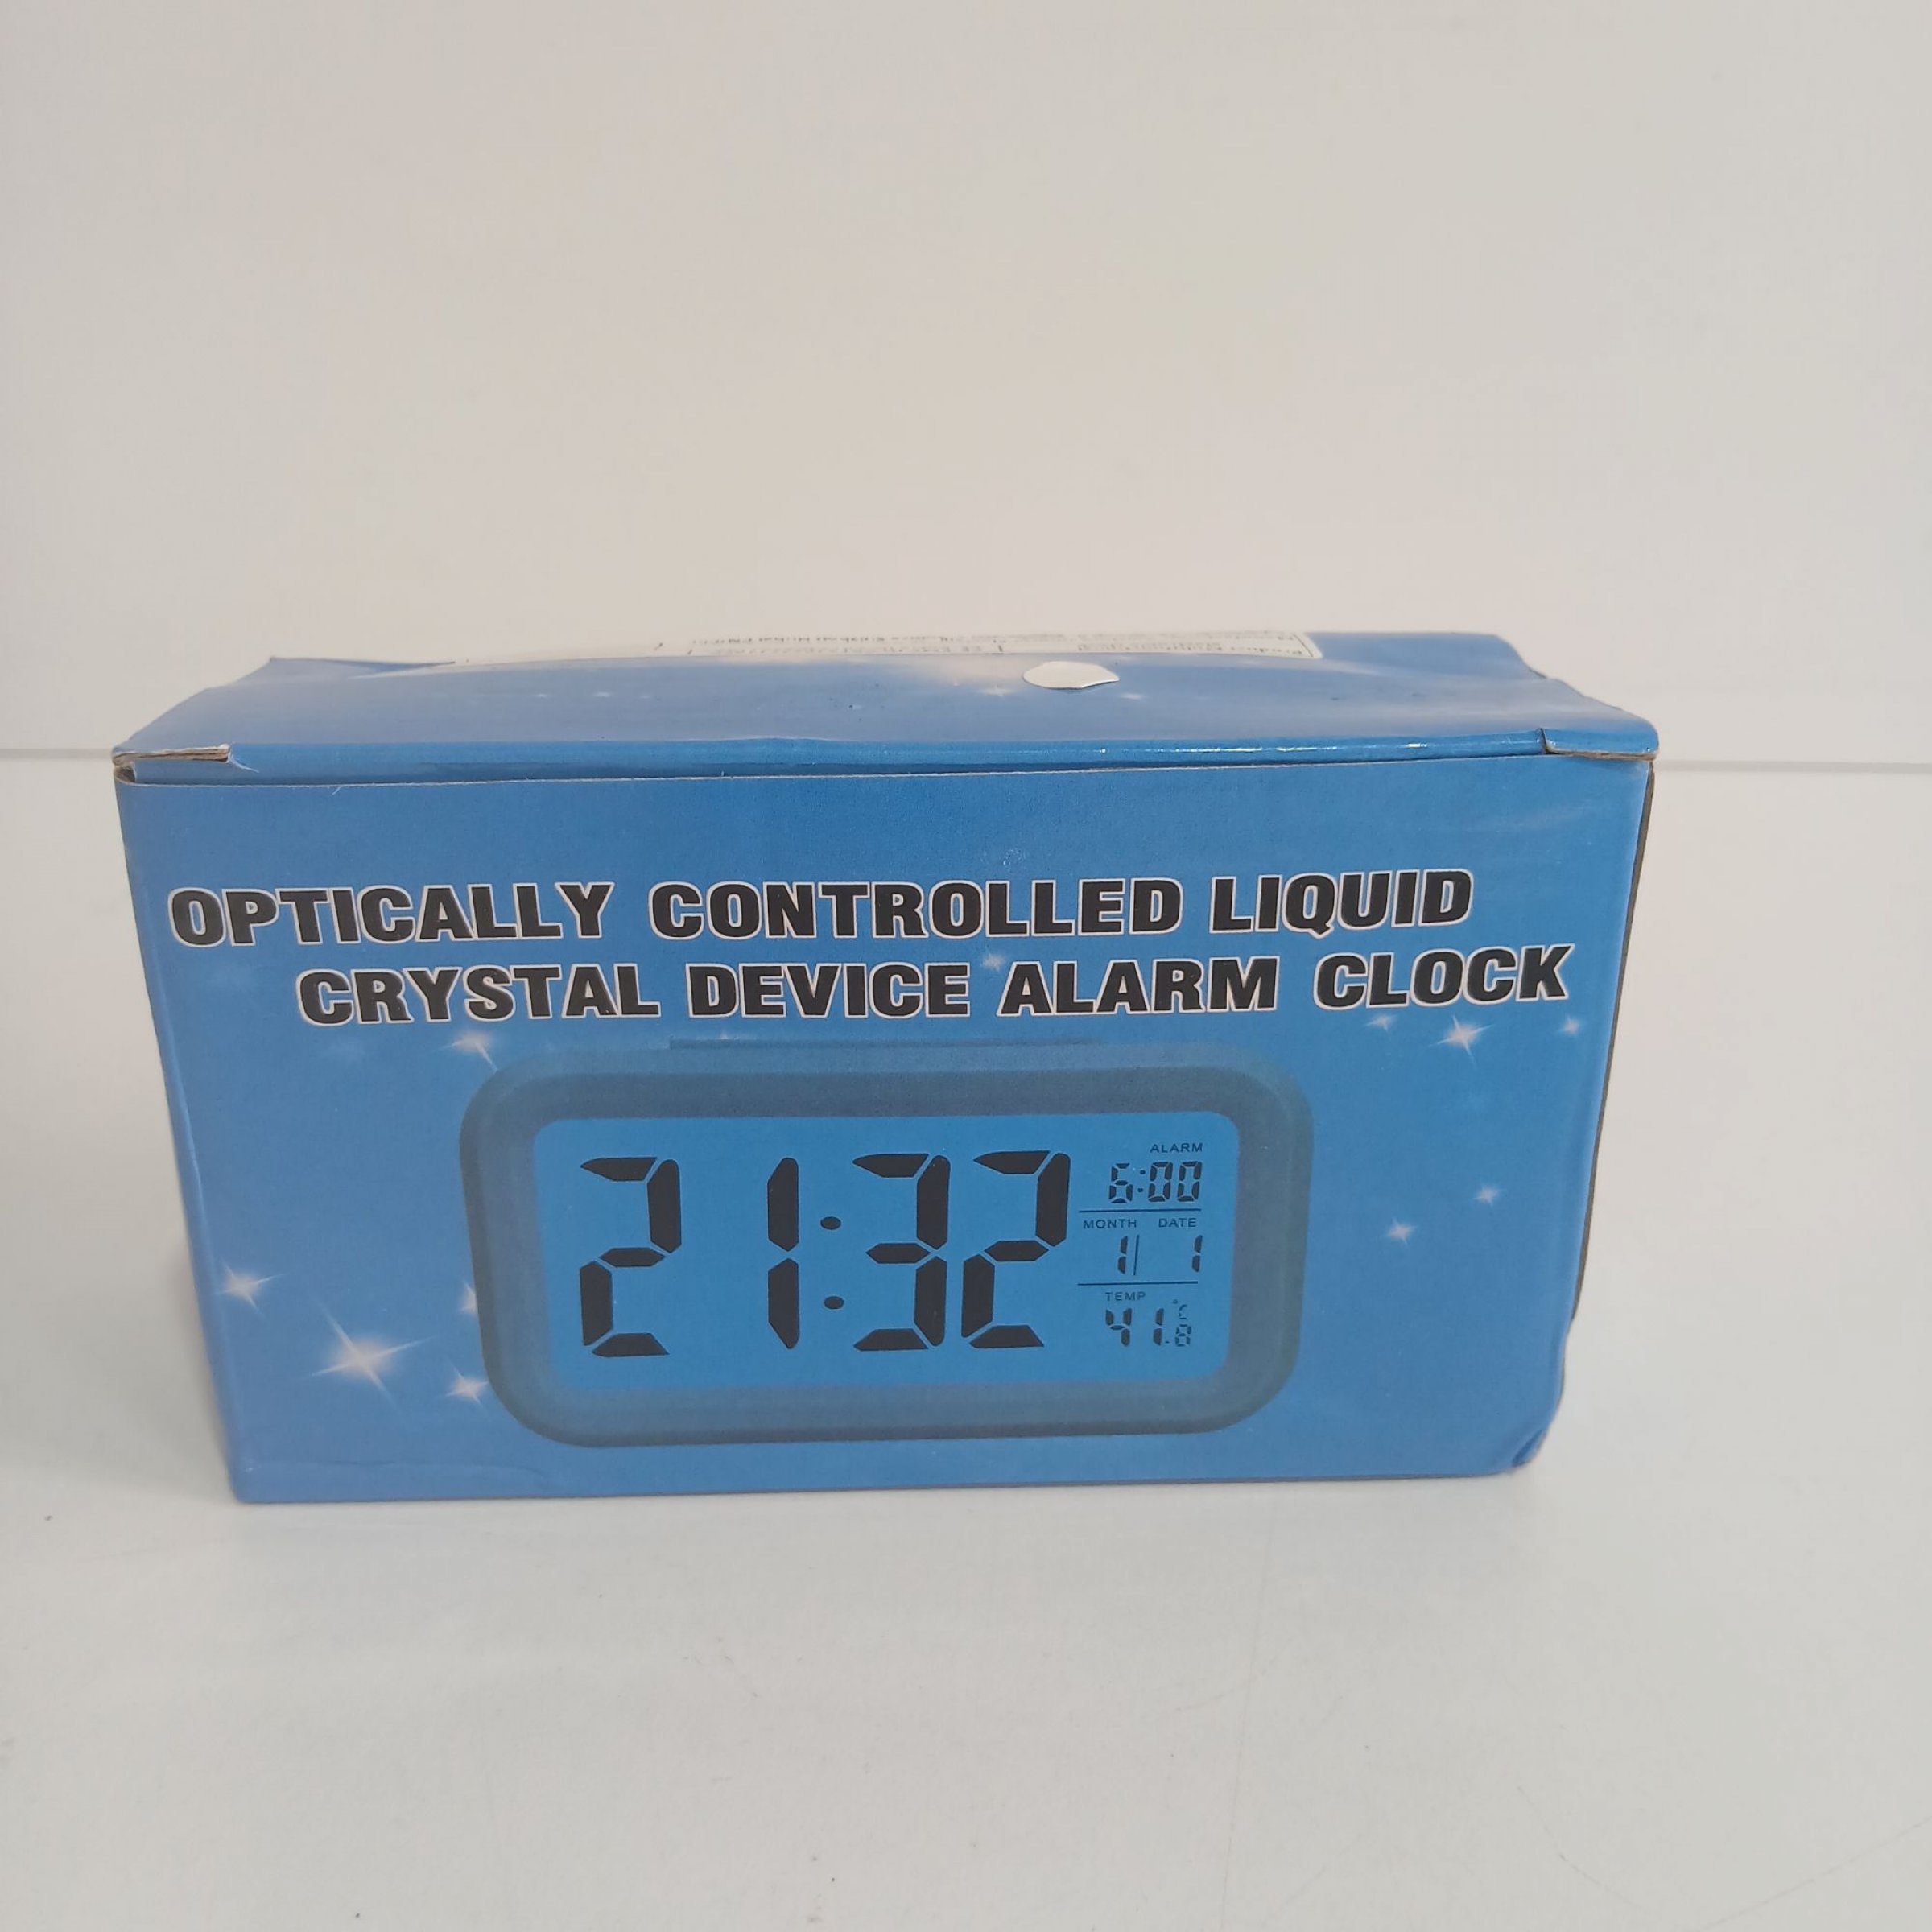 OPTICALLY CONTROLLED LIQUID
CRYSTAL DEVICE ALARM CLOCK
21:32
ALARM
6:00
MONTH DATE
1 1
TEMP
41.8°C